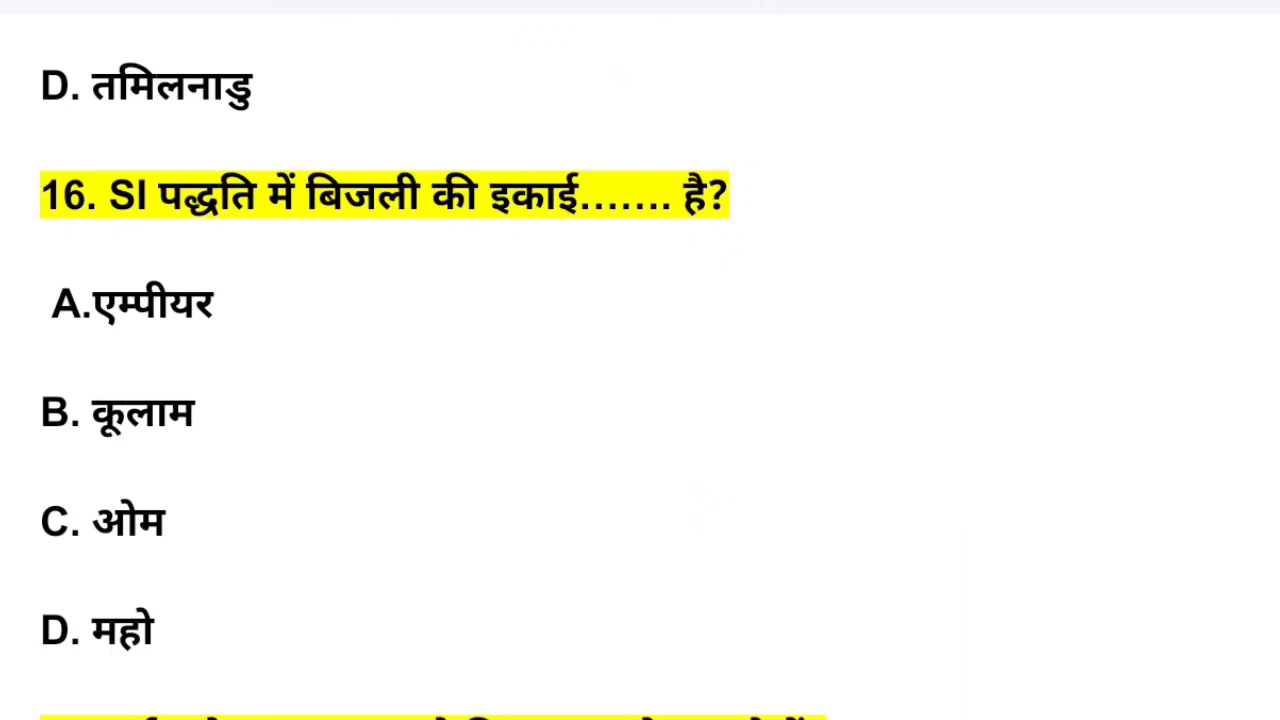 D. तमिलनाडु
16. SI पद्धति में बिजली की इकाई....... है?
A.एम्पीयर
B. कूलाम
C. ओम
D. महो